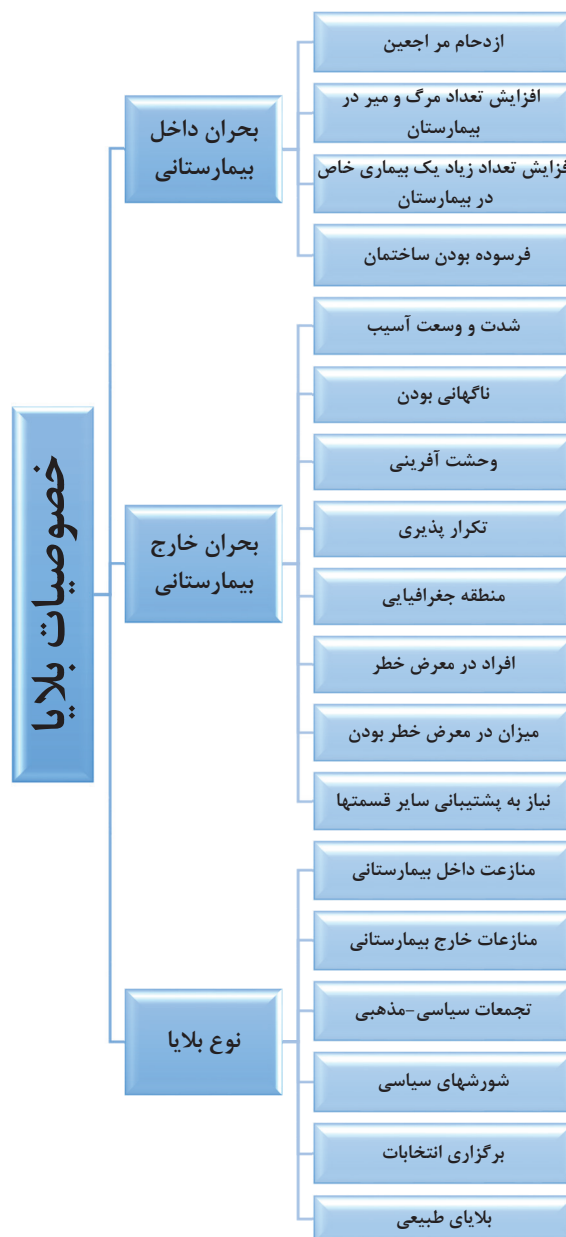 خصوصیات بلایا
بحران داخل
بیمارستانی
ازدحام مر اجعین
افزایش تعداد مرگ و میر در
بیمارستان
فزایش تعداد زیاد یک بیماری خاص
در بیمارستان
فرسوده بودن ساختمان
بحران خارج
بیمارستانی
شدت و وسعت آسیب
ناگهانی بودن
وحشت آفرینی
تکرار پذیری
منطقه جغرافیایی
افراد در معرض خطر
میزان در معرض خطر بودن
نیاز به پشتیبانی سایر قسمتها
نوع بلایا
منازعت داخل بیمارستانی
منازعات خارج بیمارستانی
تجمعات سیاسی-مذهبی
شورشهای سیاسی
برگزاری انتخابات
بلایای طبیعی